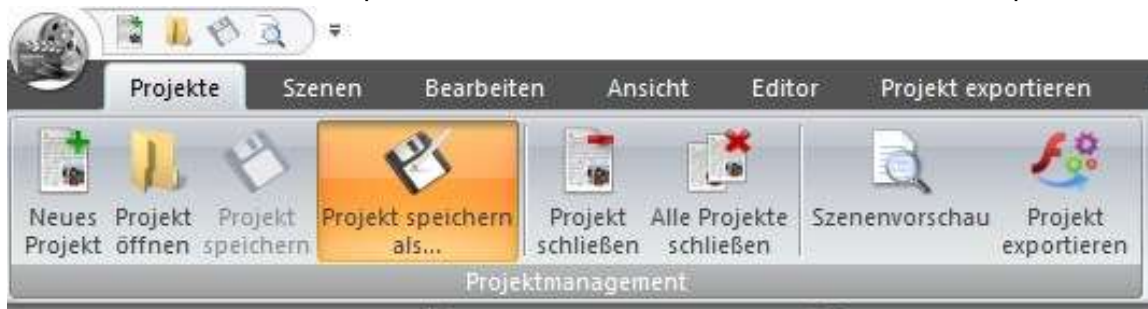 Projekte Szenen Bearbeiten Ansicht Editor Projekt exportieren
Neues Projekt
Projekt öffnen
Projekt speichern
Projekt speichern als...
Projekt schließen
Alle Projekte schließen
Szenenvorschau
Projekt exportieren
Projektmanagement